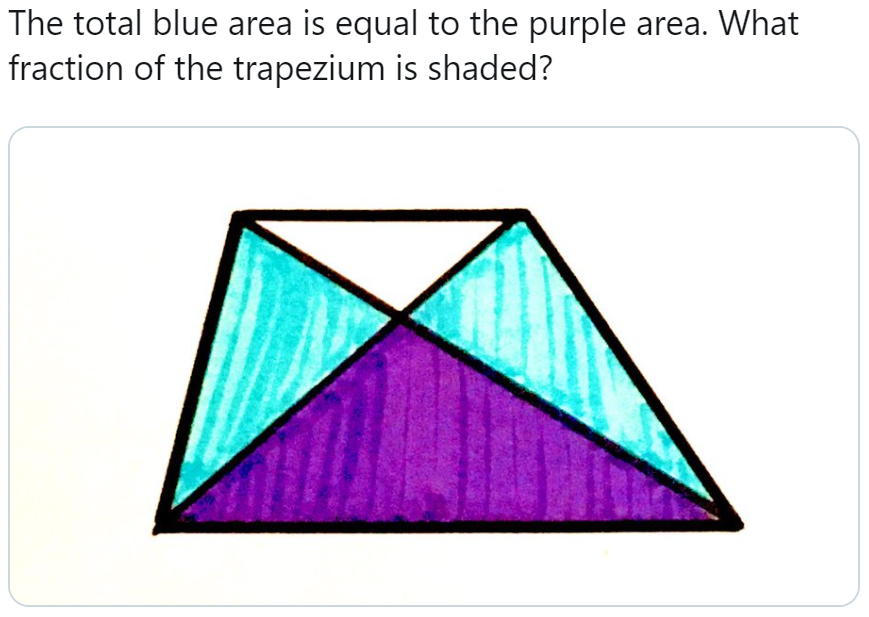 The total blue area is equal to the purple area. What
fraction of the trapezium is shaded?